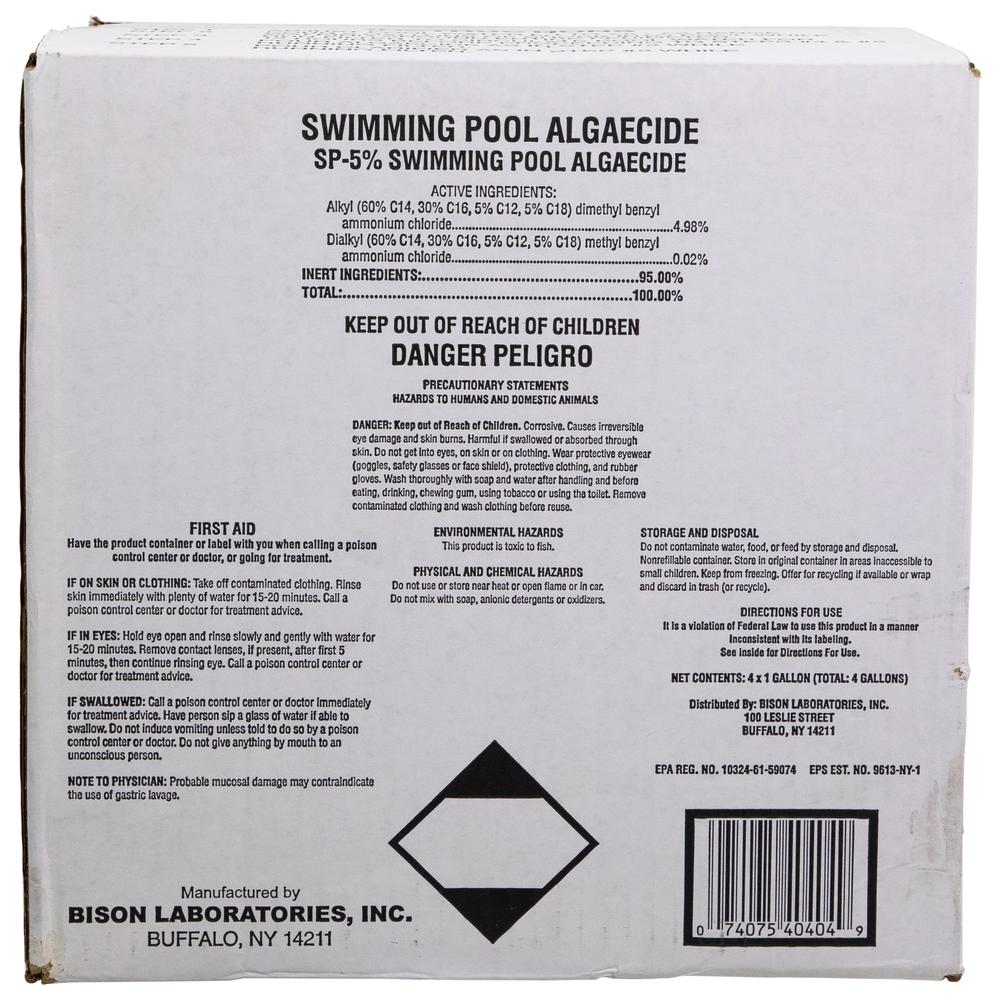 SWIMMING POOL ALGAECIDE
SP-5% SWIMMING POOL ALGAECIDE
ACTIVE INGREDIENTS:
Alkyl (60% C14, 30% C16, 5% C12, 5% C18) dimethyl benzyl
ammonium chloride..........4.98%
Dialkyl (60% C14, 30% C16, 5% C12, 5% C18) methyl benzyl
ammonium chloride..........0.02%
INERT INGREDIENTS:..........95.00%
TOTAL:..........100.00%
KEEP OUT OF REACH OF CHILDREN
DANGER PELIGRO
PRECAUTIONARY STATEMENTS
HAZARDS TO HUMANS AND DOMESTIC ANIMALS
DANGER: Keep out of Reach of Children. Corrosive. Causes irreversible
eye damage and skin burns. Harmful if swallowed or absorbed through
skin. Do not get into eyes, on skin or on clothing. Wear protective eyewear
(goggles, safety glasses or face shield), protective clothing, and rubber
gloves. Wash thoroughly with soap and water after handling and before
eating, drinking, chewing gum, using tobacco or using the toilet. Remove
contaminated clothing and wash clothing before reuse.
FIRST AID
Have the product container or label with you when calling a poison
control center or doctor, or going for treatment.
IF ON SKIN OR CLOTHING: Take off contaminated clothing. Rinse
skin immediately with plenty of water for 15-20 minutes. Call a
poison control center or doctor for treatment advice.
IF IN EYES: Hold eye open and rinse slowly and gently with water for
15-20 minutes. Remove contact lenses, if present, after first 5
minutes, then continue rinsing eye. Call a poison control center or
doctor for treatment advice.
IF SWALLOWED: Call a poison control center or doctor immediately
for treatment advice. Have person sip a glass of water if able to
swallow. Do not induce vomiting unless told to do so by a poison
control center or doctor. Do not give anything by mouth to an
unconscious person.
NOTE TO PHYSICIAN: Probable mucosal damage may contraindicate
the use of gastric lavage.
ENVIRONMENTAL HAZARDS
This product is toxic to fish.
PHYSICAL AND CHEMICAL HAZARDS
Do not use or store near heat or open flame or in car.
Do not mix with soap, anionic detergents or oxidizers.
STORAGE AND DISPOSAL
Do not contaminate water, food, or feed by storage and disposal.
Nonrefillable container. Store in original container in areas inaccessible to
small children. Keep from freezing. Offer for recycling if available or wrap
and discard in trash (or recycle).
DIRECTIONS FOR USE
It is a violation of Federal Law to use this product in a manner
inconsistent with its labeling.
See inside for Directions For Use.
NET CONTENTS: 4 x 1 GALLON (TOTAL: 4 GALLONS)
Distributed By: BISON LABORATORIES, INC.
100 LESLIE STREET
BUFFALO, NY 14211
EPA REG. NO. 10324-61-59074 EPS EST. NO. 9613-NY-1
Manufactured by
BISON LABORATORIES, INC.
BUFFALO, NY 14211
0 74075 40404 9